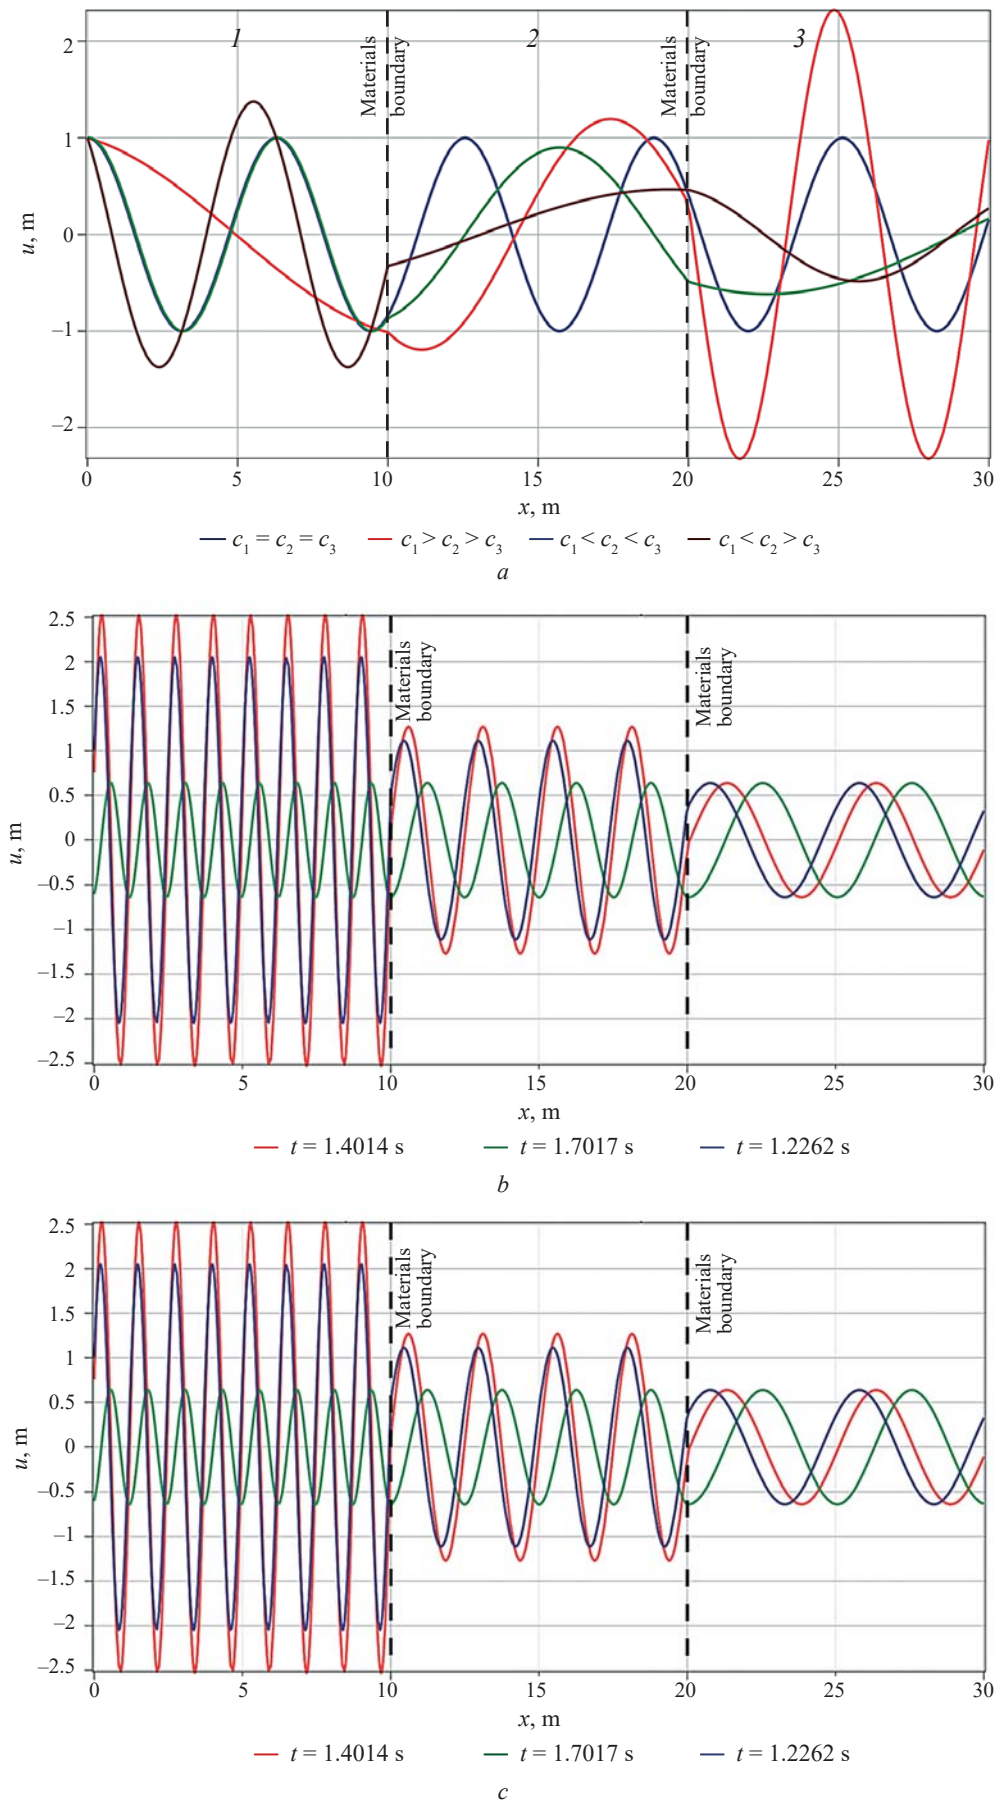 1 2 3
Materials boundary
Materials boundary
2
1
0
−1
−2
u, m
0 5 10 15 20 25 30
x, m
c1 = c2 = c3 c1 > c2 > c3 c1 < c2 < c3 c1 < c2 > c3
a
Materials boundary
Materials boundary
2.5
2
1.5
1
0.5
0
−0.5
−1
−1.5
−2
−2.5
u, m
0 5 10 15 20 25 30
x, m
t = 1.4014 s t = 1.7017 s t = 1.2262 s
b
Materials boundary
Materials boundary
2.5
2
1.5
1
0.5
0
−0.5
−1
−1.5
−2
−2.5
u, m
0 5 10 15 20 25 30
x, m
t = 1.4014 s t = 1.7017 s t = 1.2262 s
c